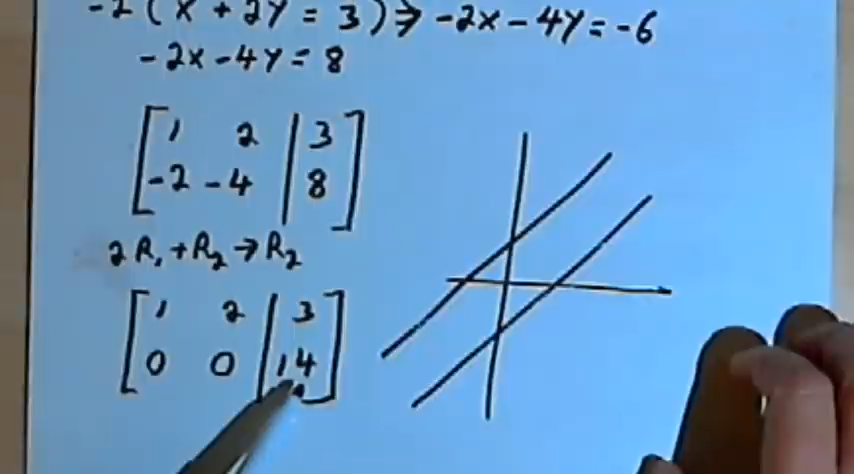 -2(x + 2y = 3) ⇒ -2x - 4y = -6
-2x - 4y = 8
[1 2 | 3]
[-2 -4 | 8]
2R₁ + R₂ → R₂
[1 2 | 3]
[0 0 | 14]